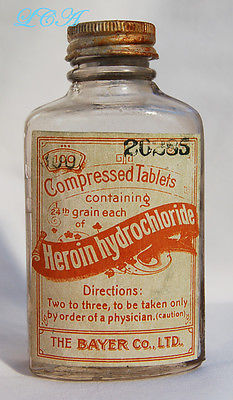 LCA
100
20385
Compressed Tablets
containing
1/24th grain each
of
Heroin hydrochloride
Directions:
Two to three, to be taken only
by order of a physician. (caution)
THE BAYER Co., LTD.